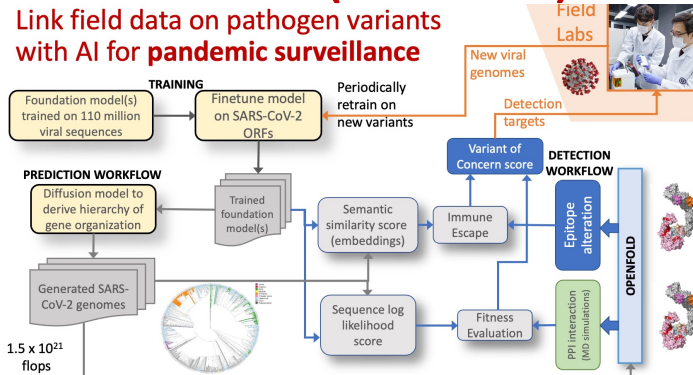 Link field data on pathogen variants
with AI for pandemic surveillance
Field
Labs
New viral
genomes
TRAINING
Foundation model(s)
trained on 110 million
viral sequences
Finetune model
on SARS-CoV-2
ORFs
Periodically
retrain on
new variants
Detection
targets
Variant of
Concern score
DETECTION
WORKFLOW
PREDICTION WORKFLOW
Diffusion model to
derive hierarchy of
gene organization
Trained
foundation
model(s)
Semantic
similarity score
(embeddings)
Immune
Escape
Epitope
alteration
OPENFOLD
Generated SARS-
CoV-2 genomes
Sequence log
likelihood
score
Fitness
Evaluation
PPI interaction
(MD simulations)
1.5 x 10²¹
flops